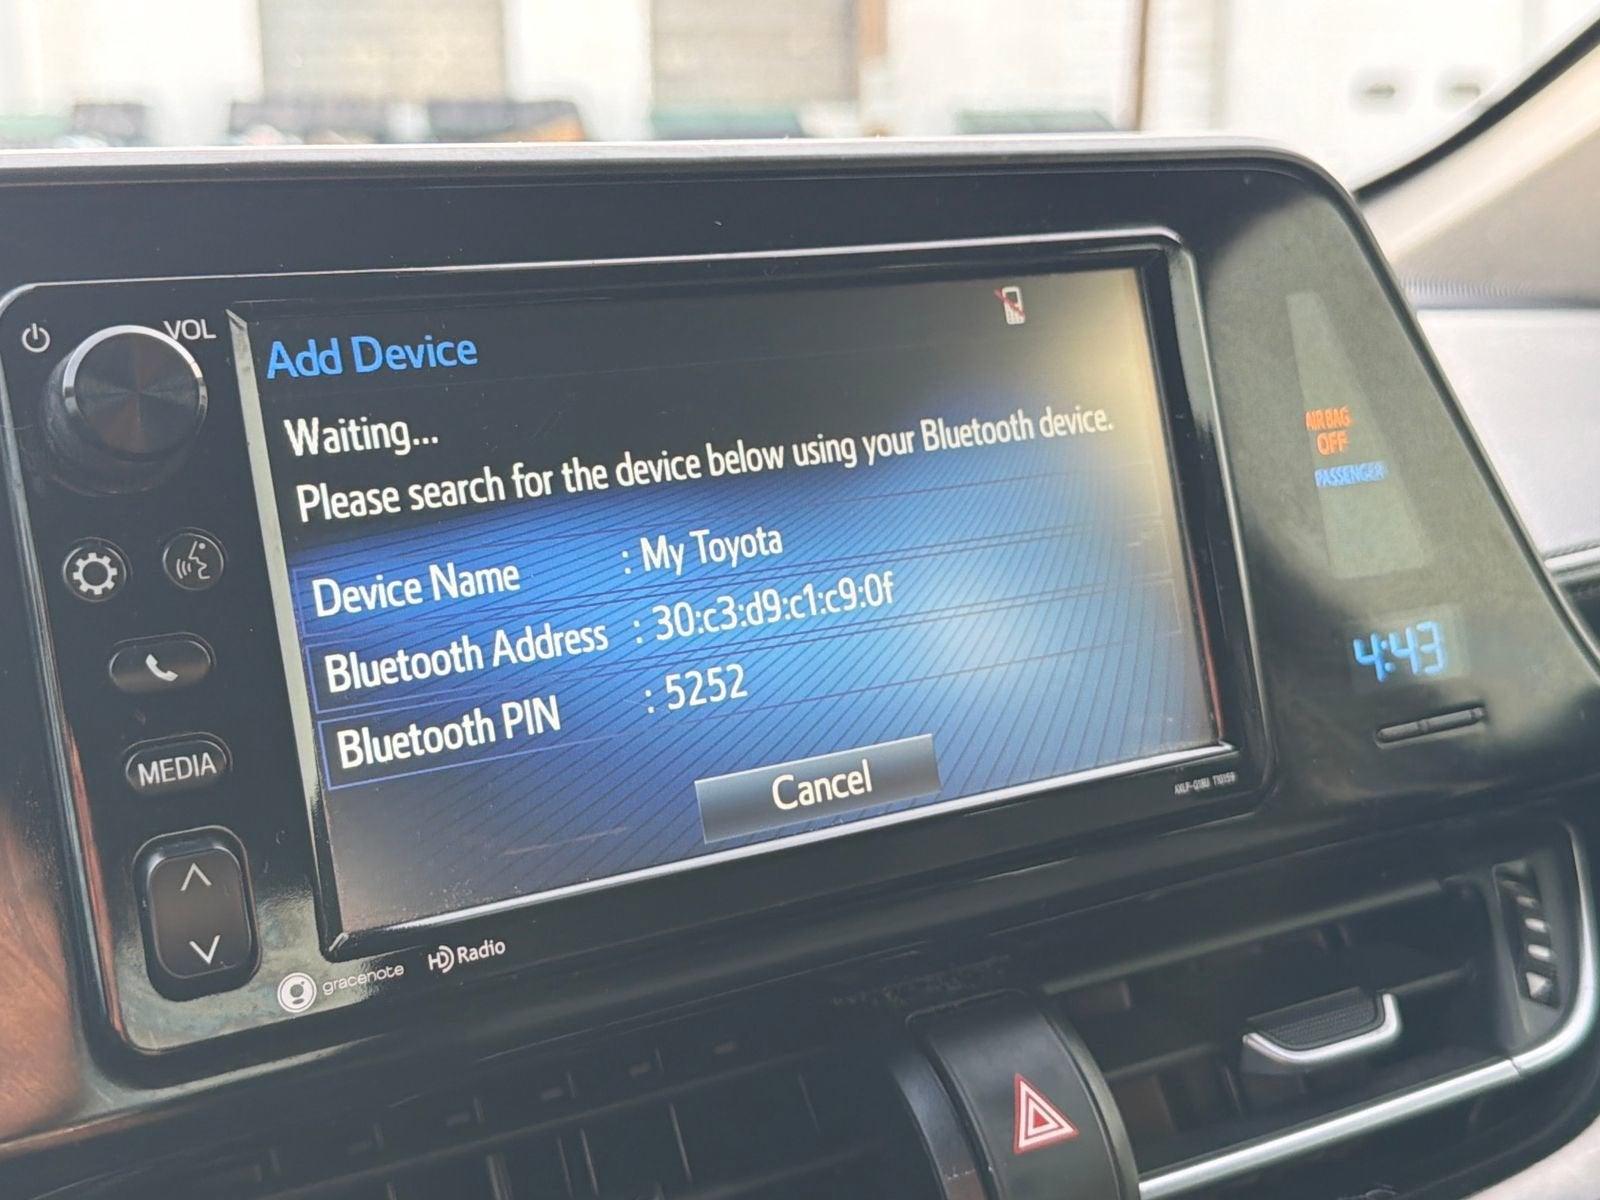 VOL
Add Device
Waiting...
Please search for the device below using your Bluetooth device.
Device Name : My Toyota
Bluetooth Address : 30:c3:d9:c1:c9:0f
Bluetooth PIN : 5252
Cancel
MEDIA
gracenote
HD Radio
AIR BAG
OFF
PASSENGER
4:43